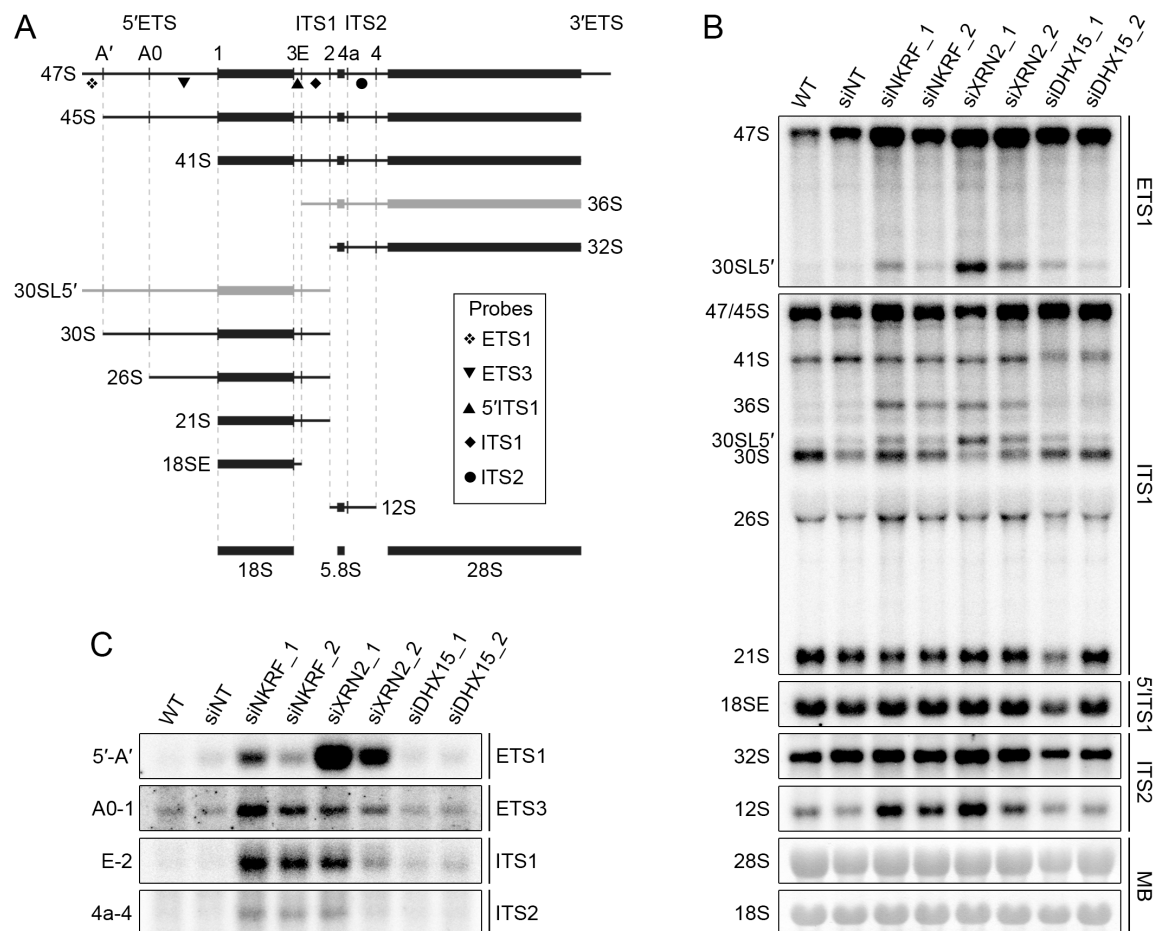 A
5′ETS ITS1 ITS2 3′ETS
A′ A0 1 3 E 2 4a 4
47S
45S
41S
36S
32S
30SL5′
30S
26S
21S
18SE
12S
18S 5.8S 28S
Probes
ETS1
ETS3
5′ITS1
ITS1
ITS2
B
WT siNT siNKRF_1 siNKRF_2 siXRN2_1 siXRN2_2 siDHX15_1 siDHX15_2
47S
30SL5′
ETS1
47/45S
41S
36S
30SL5′
30S
26S
21S
ITS1
18SE
5′ITS1
32S
12S
ITS2
28S
18S
MB
C
WT siNT siNKRF_1 siNKRF_2 siXRN2_1 siXRN2_2 siDHX15_1 siDHX15_2
5′-A′ ETS1
A0-1 ETS3
E-2 ITS1
4a-4 ITS2